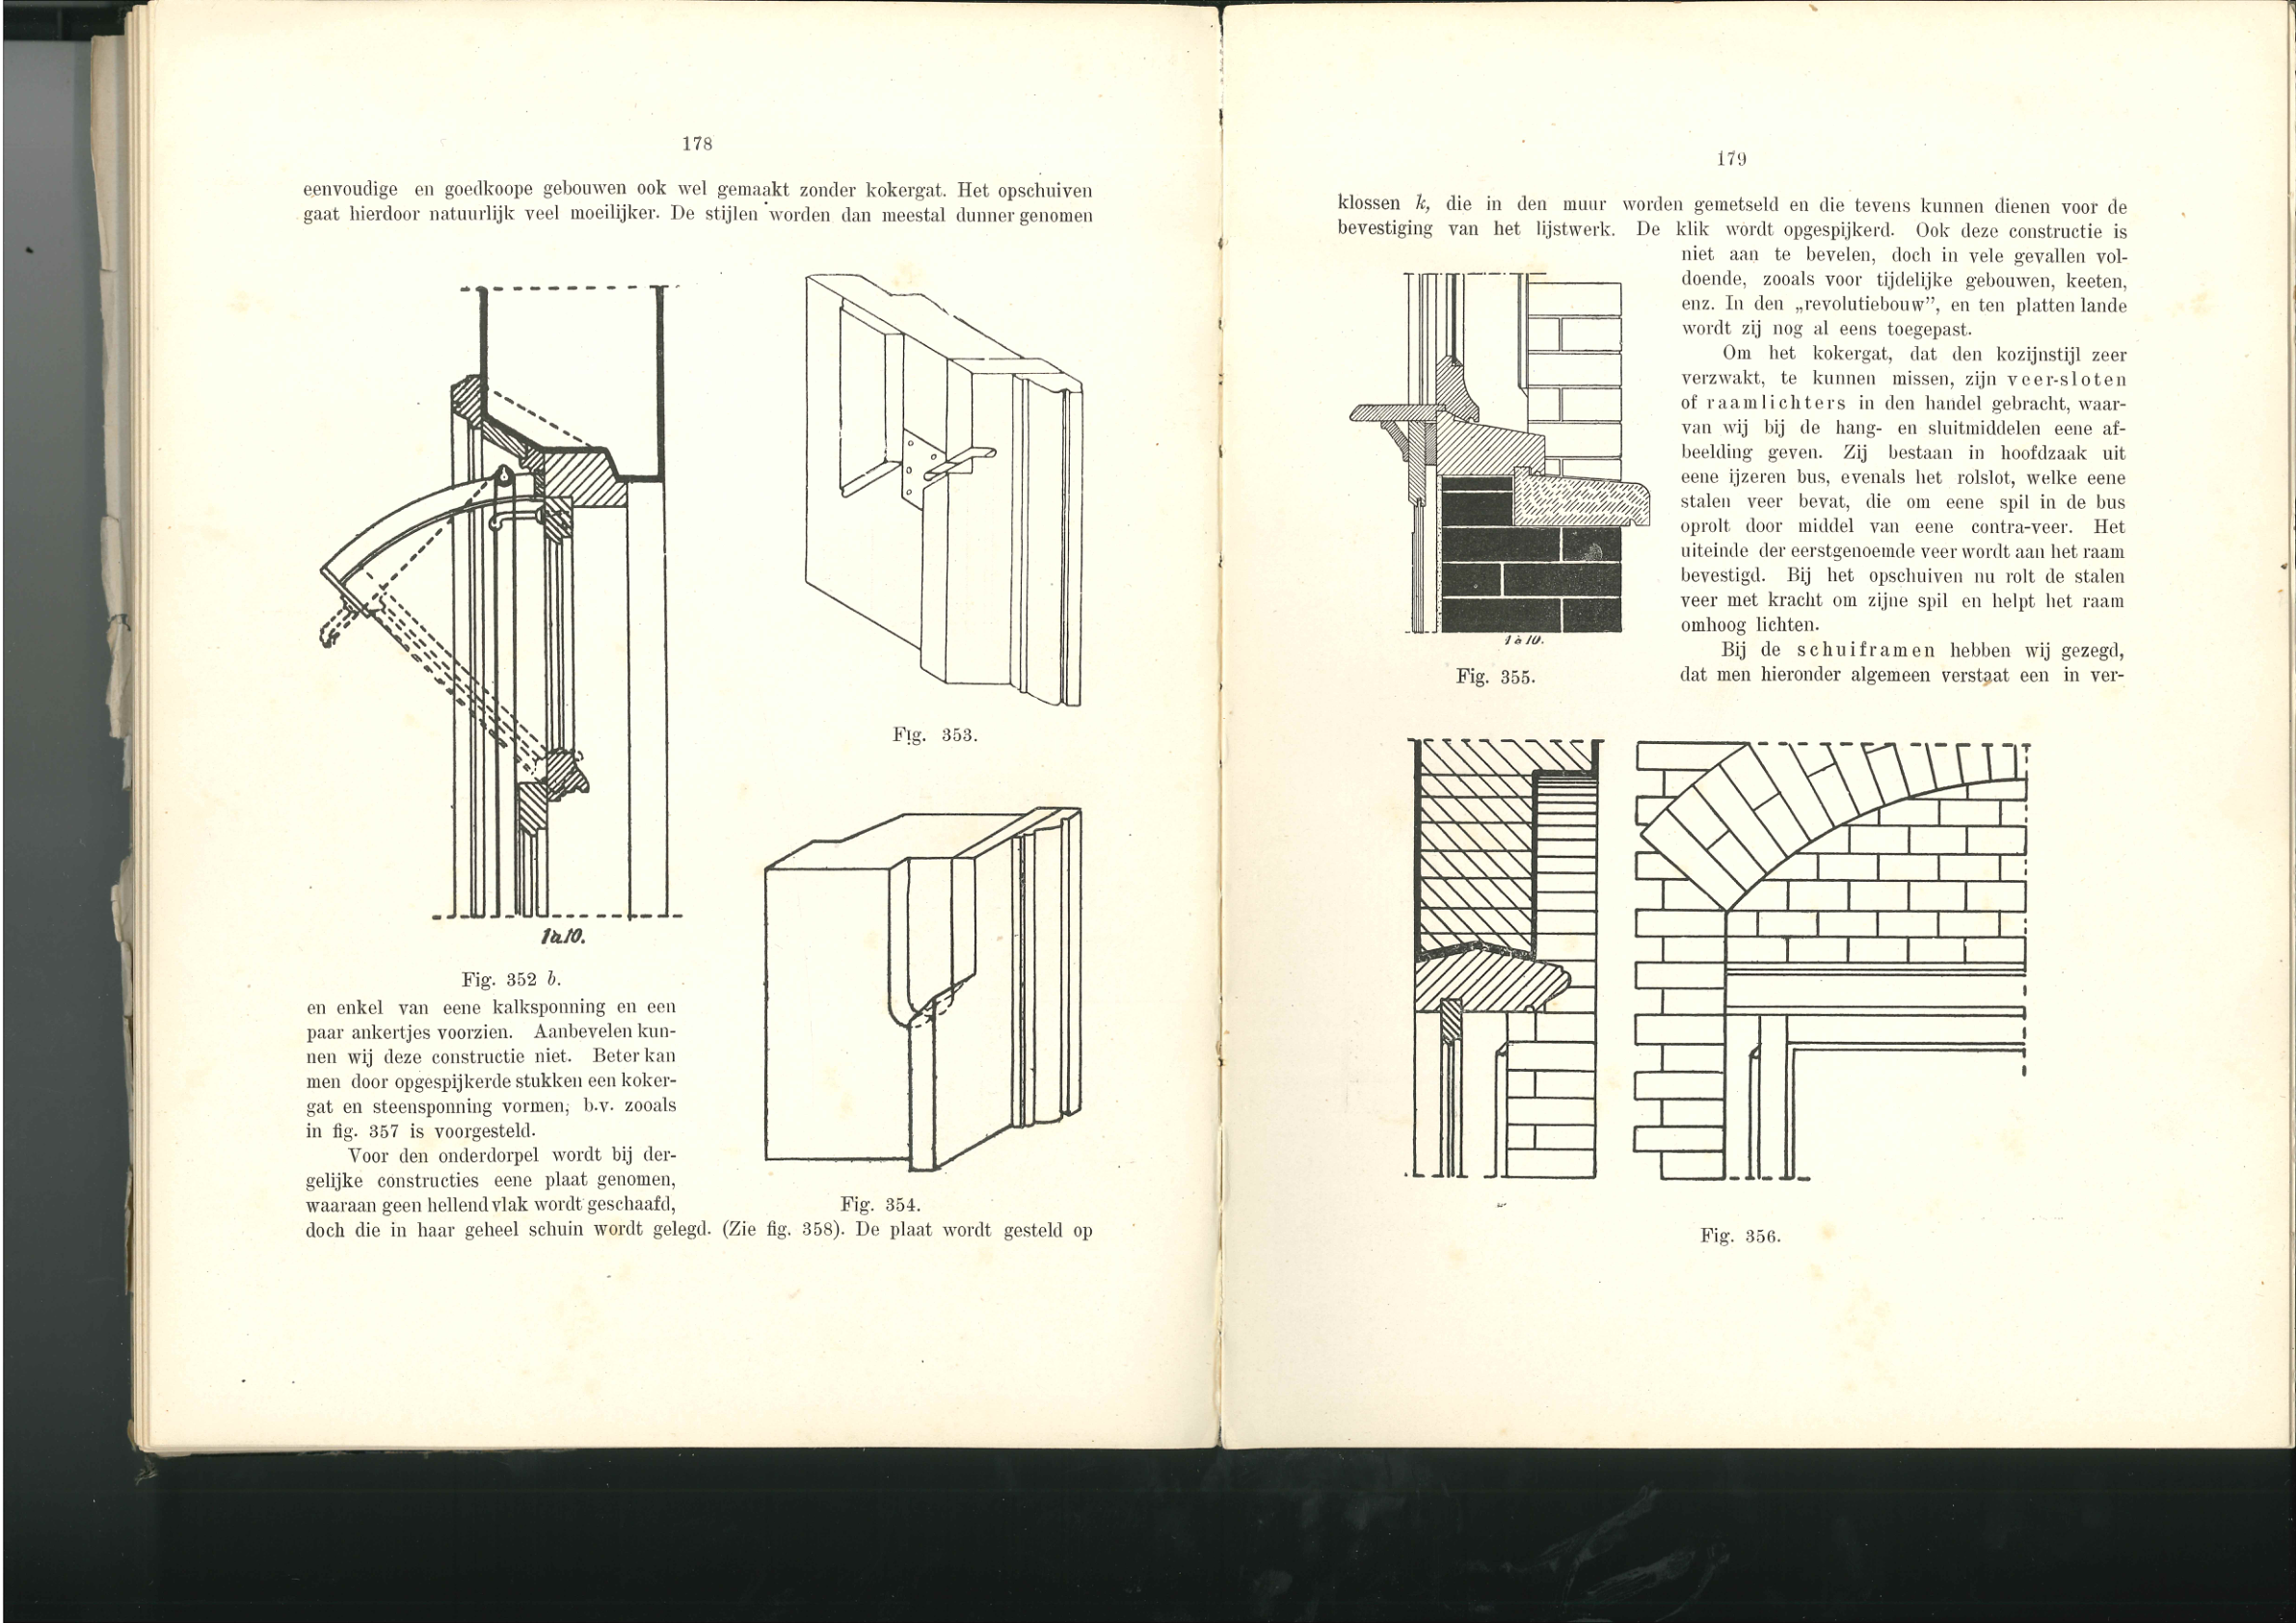 178
eenvoudige en goedkoope gebouwen ook wel gemaakt zonder kokergat. Het opschuiven
gaat hierdoor natuurlijk veel moeilijker. De stijlen worden dan meestal dunner genomen
1 à 10.
Fig. 352 b.
Fig. 353.
Fig. 354.
en enkel van eene kalksponning en een
paar ankertjes voorzien. Aanbevelen kun-
nen wij deze constructie niet. Beter kan
men door opgespijkerde stukken een koker-
gat en steensponning vormen, b.v. zooals
in fig. 357 is voorgesteld.
Voor den onderdorpel wordt bij der-
gelijke constructies eene plaat genomen,
waaraan geen hellend vlak wordt geschaafd,
doch die in haar geheel schuin wordt gelegd. (Zie fig. 358). De plaat wordt gesteld op
179
klossen k, die in den muur worden gemetseld en die tevens kunnen dienen voor de
bevestiging van het lijstwerk. De klik wordt opgespijkerd. Ook deze constructie is
niet aan te bevelen, doch in vele gevallen vol-
doende, zooals voor tijdelijke gebouwen, keeten,
enz. In den „revolutiebouw”, en ten platten lande
wordt zij nog al eens toegepast.
Om het kokergat, dat den kozijnstijl zeer
verzwakt, te kunnen missen, zijn veer-sloten
of raamlichters in den handel gebracht, waar-
van wij bij de hang- en sluitmiddelen eene af-
beelding geven. Zij bestaan in hoofdzaak uit
eene ijzeren bus, evenals het rolslot, welke eene
stalen veer bevat, die om eene spil in de bus
oprolt door middel van eene contra-veer. Het
uiteinde der eerstgenoemde veer wordt aan het raam
bevestigd. Bij het opschuiven nu rolt de stalen
veer met kracht om zijne spil en helpt het raam
omhoog lichten.
Bij de schuiframen hebben wij gezegd,
dat men hieronder algemeen verstaat een in ver-
1 à 10.
Fig. 355.
Fig. 356.